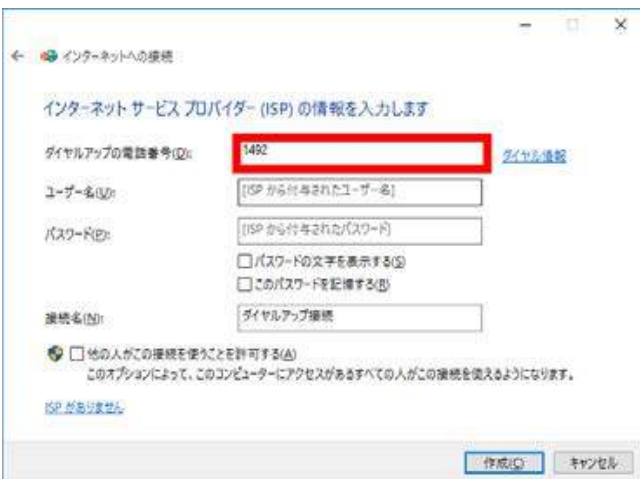 インターネットへの接続
インターネット サービス プロバイダー (ISP) の情報を入力します
ダイヤルアップの電話番号(D): 1492 ダイヤル情報
ユーザー名(U): [ISP から付与されたユーザー名]
パスワード(P): [ISP から付与されたパスワード]
パスワードの文字を表示する(S)
このパスワードを記憶する(R)
接続名(N): ダイヤルアップ接続
他の人がこの接続を使うことを許可する(A)
このオプションによって、このコンピューターにアクセスがあるすべての人がこの接続を使えるようになります。
ISP がありません
作成(C) キャンセル